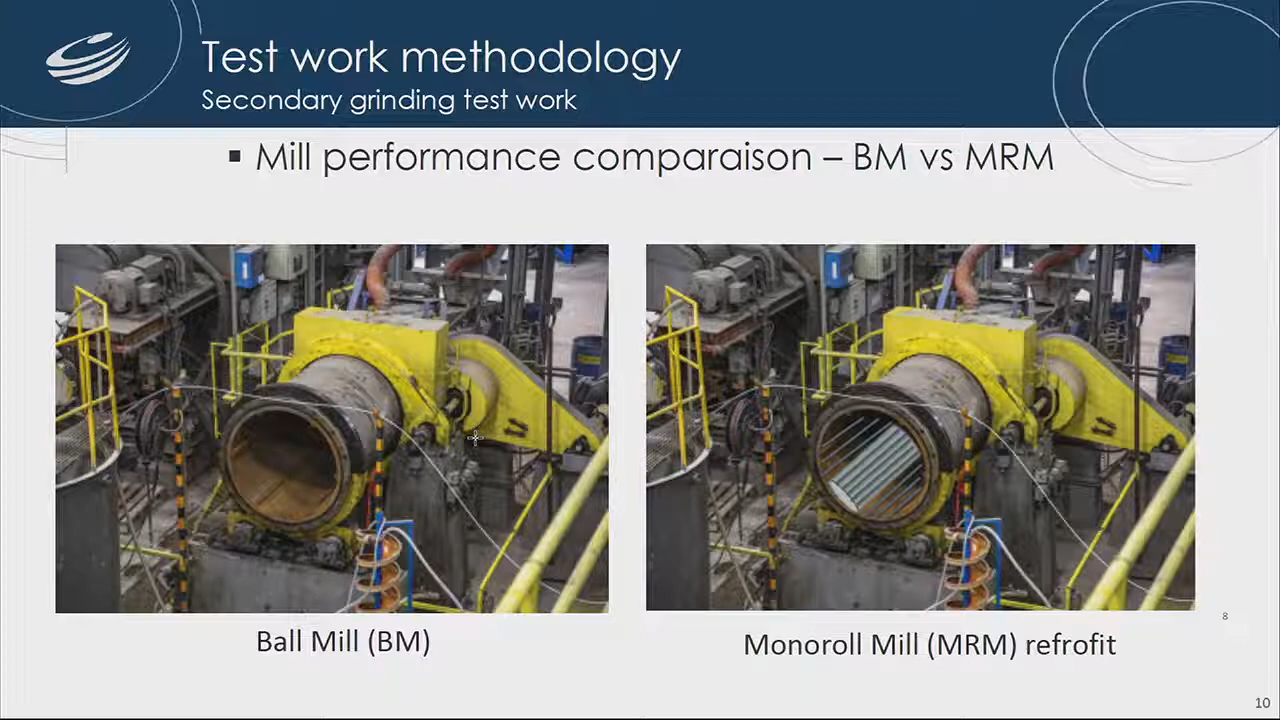 Test work methodology
Secondary grinding test work
▪ Mill performance comparaison – BM vs MRM
Ball Mill (BM)
Monoroll Mill (MRM) refrofit
8
10